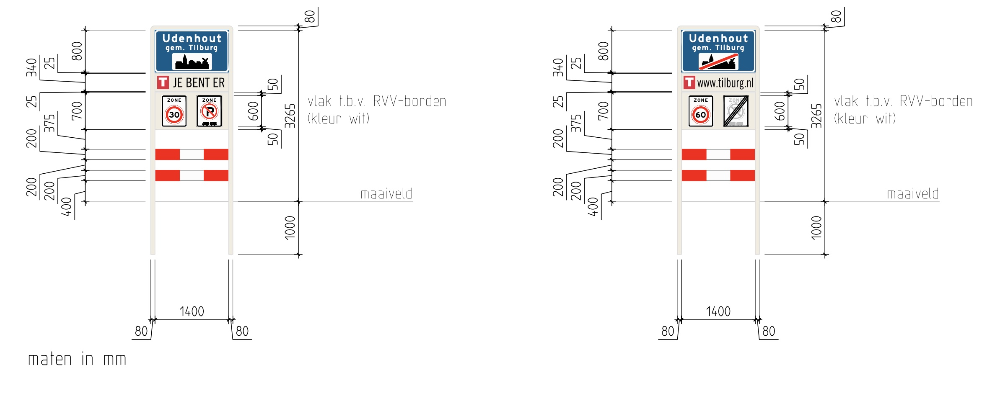 80
Udenhout
gem. Tilburg
T JE BENT ER
ZONE
30
ZONE
P
800
25
340
25
700
375
200
200
200
400
50
600
50
3265
1000
vlak t.b.v. RVV-borden
(kleur wit)
maaiveld
1400
80
80
maten in mm
80
Udenhout
gem. Tilburg
T www.tilburg.nl
ZONE
60
ZONE
P
800
25
340
25
700
375
200
200
200
400
50
600
50
3265
1000
vlak t.b.v. RVV-borden
(kleur wit)
maaiveld
1400
80
80